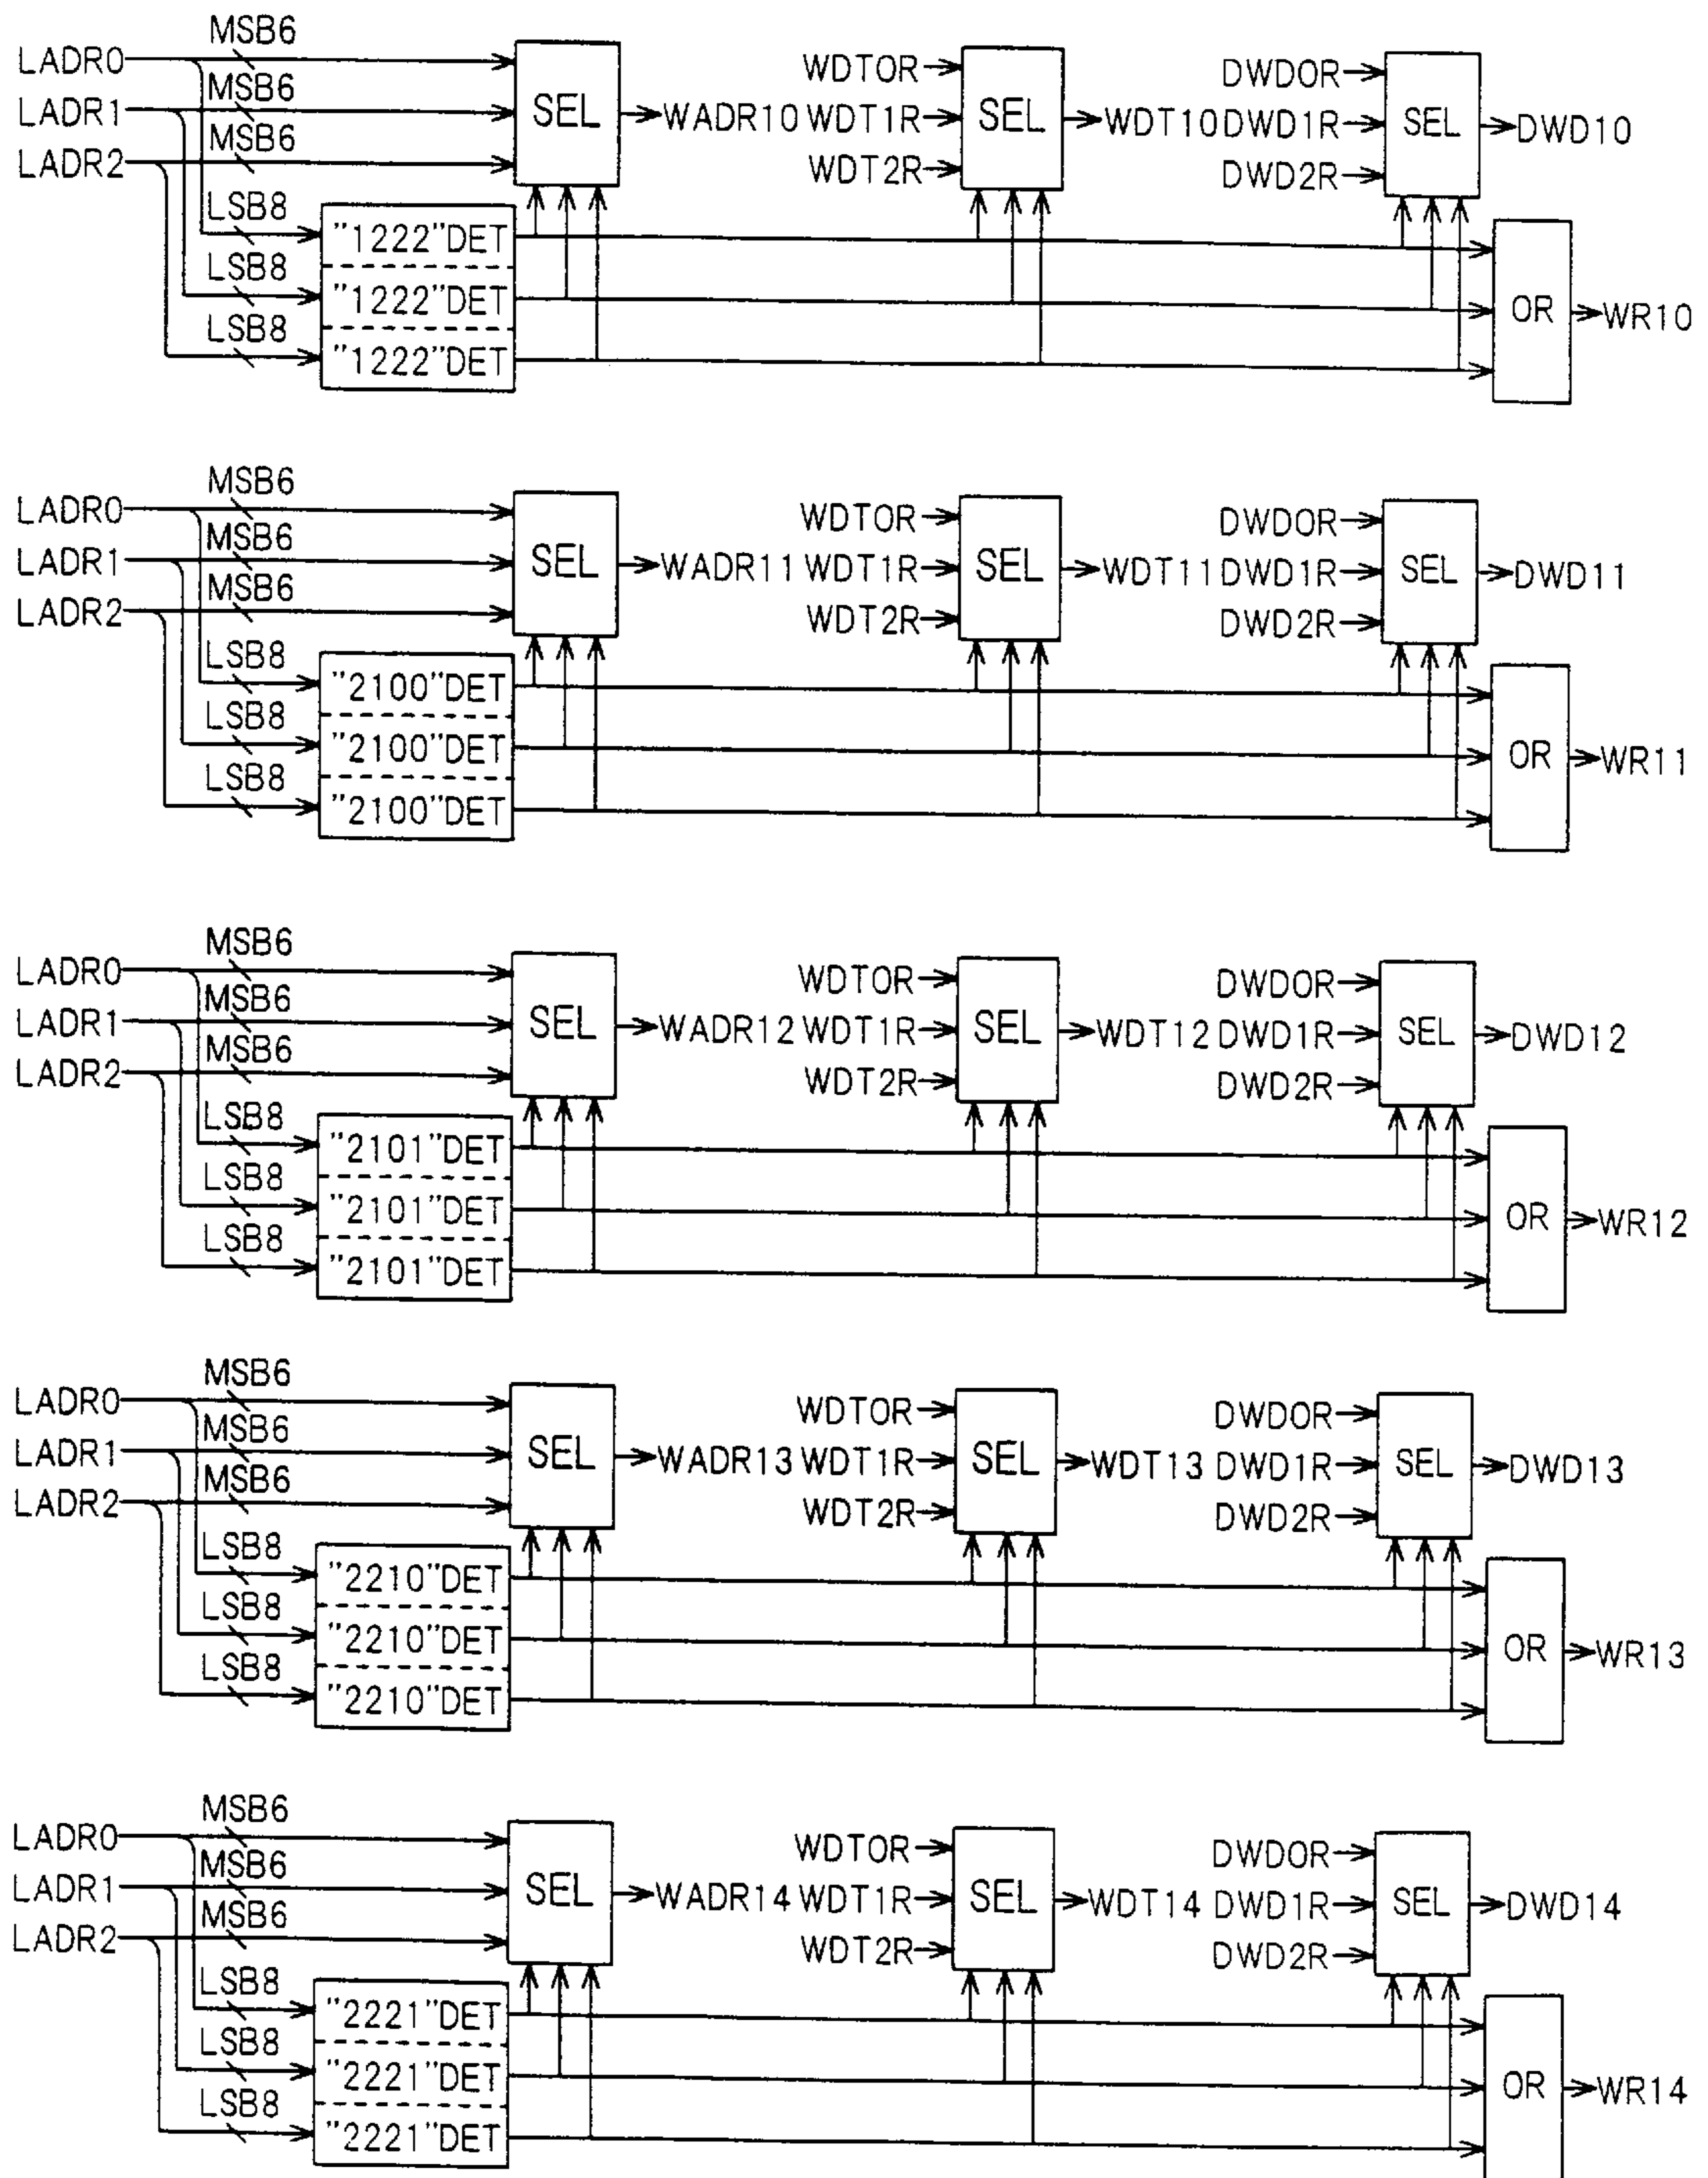 MSB6
LADR0 WDT0R DWD0R
MSB6
LADR1 SEL WADR10 WDT1R SEL WDT10 DWD1R SEL DWD10
MSB6
LADR2 WDT2R DWD2R
LSB8
"1222"DET
LSB8
"1222"DET OR WR10
LSB8
"1222"DET
MSB6
LADR0 WDT0R DWD0R
MSB6
LADR1 SEL WADR11 WDT1R SEL WDT11 DWD1R SEL DWD11
MSB6
LADR2 WDT2R DWD2R
LSB8
"2100"DET
LSB8
"2100"DET OR WR11
LSB8
"2100"DET
MSB6
LADR0 WDT0R DWD0R
MSB6
LADR1 SEL WADR12 WDT1R SEL WDT12 DWD1R SEL DWD12
MSB6
LADR2 WDT2R DWD2R
LSB8
"2101"DET
LSB8
"2101"DET OR WR12
LSB8
"2101"DET
MSB6
LADR0 WDT0R DWD0R
MSB6
LADR1 SEL WADR13 WDT1R SEL WDT13 DWD1R SEL DWD13
MSB6
LADR2 WDT2R DWD2R
LSB8
"2210"DET
LSB8
"2210"DET OR WR13
LSB8
"2210"DET
MSB6
LADR0 WDT0R DWD0R
MSB6
LADR1 SEL WADR14 WDT1R SEL WDT14 DWD1R SEL DWD14
MSB6
LADR2 WDT2R DWD2R
LSB8
"2221"DET
LSB8
"2221"DET OR WR14
LSB8
"2221"DET